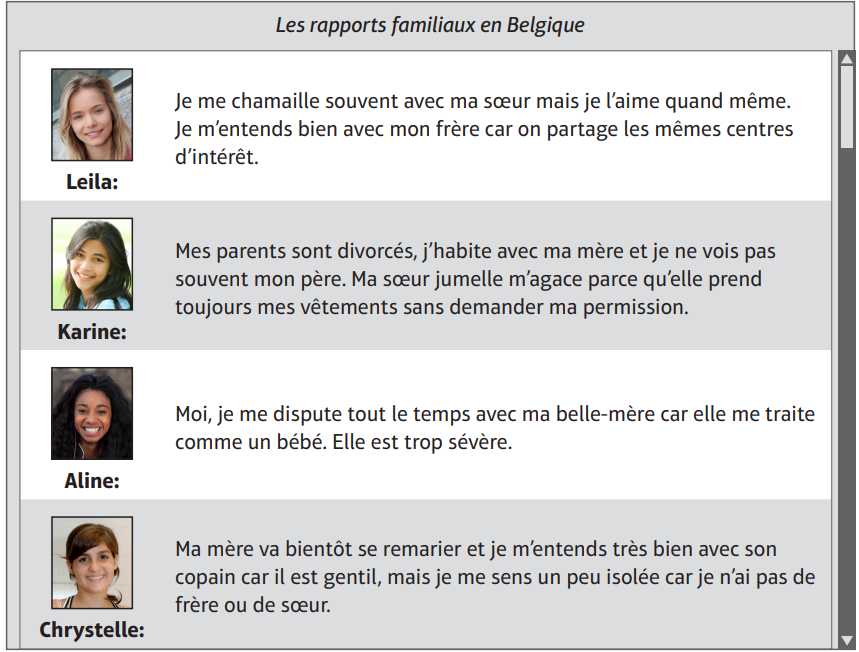 Les rapports familiaux en Belgique
Je me chamaille souvent avec ma sœur mais je l’aime quand même.
Je m’entends bien avec mon frère car on partage les mêmes centres
d’intérêt.
Leila:
Mes parents sont divorcés, j’habite avec ma mère et je ne vois pas
souvent mon père. Ma sœur jumelle m’agace parce qu’elle prend
toujours mes vêtements sans demander ma permission.
Karine:
Moi, je me dispute tout le temps avec ma belle-mère car elle me traite
comme un bébé. Elle est trop sévère.
Aline:
Ma mère va bientôt se remarier et je m’entends très bien avec son
copain car il est gentil, mais je me sens un peu isolée car je n’ai pas de
frère ou de sœur.
Chrystelle: